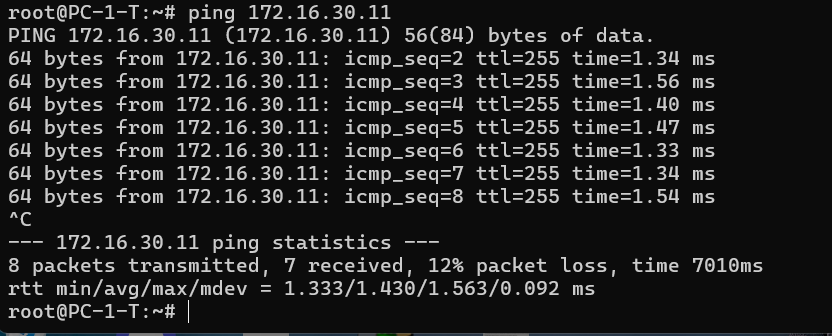 root@PC-1-T:~# ping 172.16.30.11
PING 172.16.30.11 (172.16.30.11) 56(84) bytes of data.
64 bytes from 172.16.30.11: icmp_seq=2 ttl=255 time=1.34 ms
64 bytes from 172.16.30.11: icmp_seq=3 ttl=255 time=1.56 ms
64 bytes from 172.16.30.11: icmp_seq=4 ttl=255 time=1.40 ms
64 bytes from 172.16.30.11: icmp_seq=5 ttl=255 time=1.47 ms
64 bytes from 172.16.30.11: icmp_seq=6 ttl=255 time=1.33 ms
64 bytes from 172.16.30.11: icmp_seq=7 ttl=255 time=1.34 ms
64 bytes from 172.16.30.11: icmp_seq=8 ttl=255 time=1.54 ms
^C
--- 172.16.30.11 ping statistics ---
8 packets transmitted, 7 received, 12% packet loss, time 7010ms
rtt min/avg/max/mdev = 1.333/1.430/1.563/0.092 ms
root@PC-1-T:~#